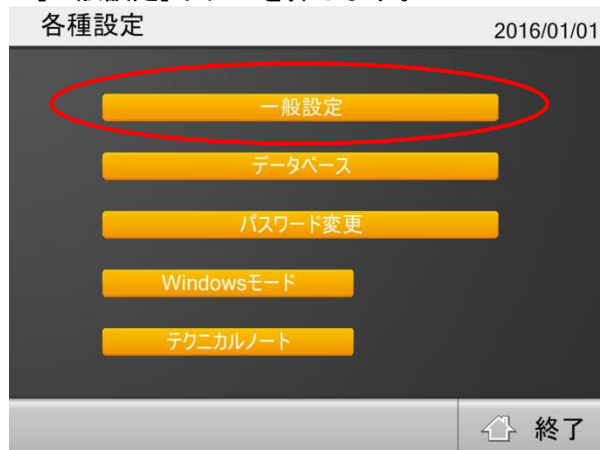 各種設定
2016/01/01
一般設定
データベース
パスワード変更
Windowsモード
テクニカルノート
終了